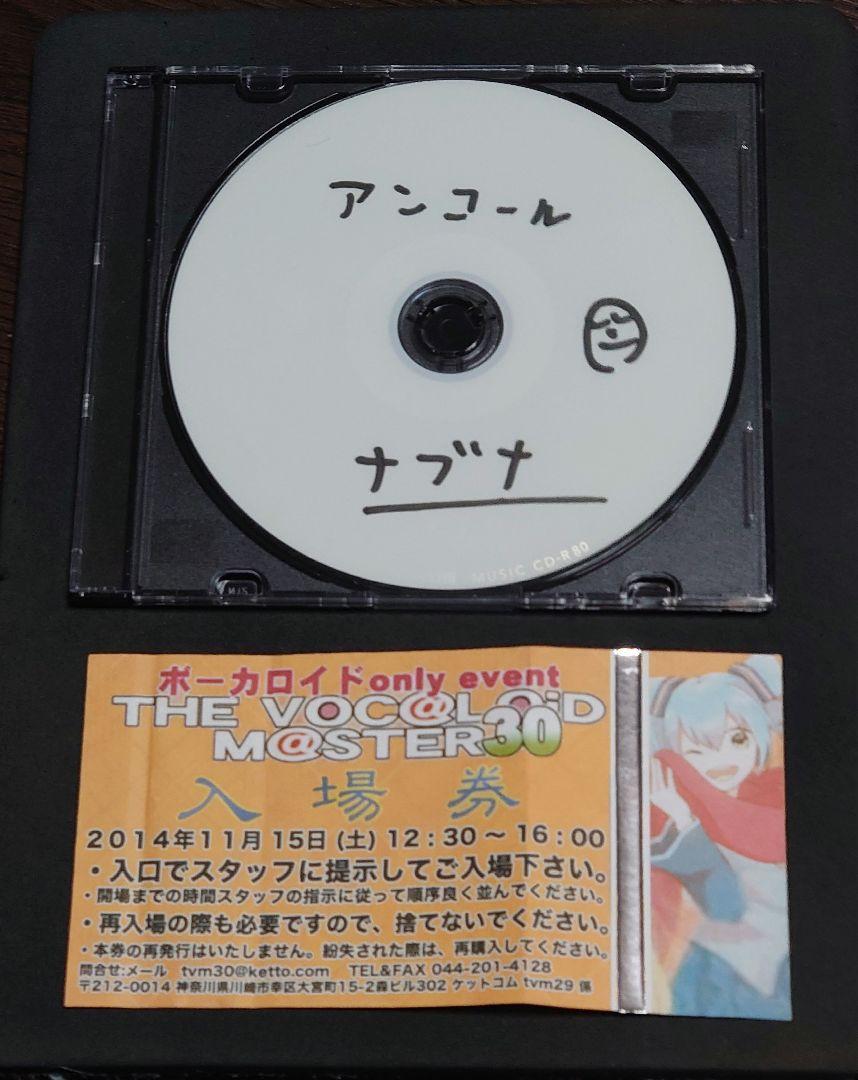 アンコール
ナブナ
MUSIC CD-R80
MJS
ボーカロイドonly event
THE VOC@LOiD
M@STER30
入場券
2014年11月15日(土)12:30～16:00
・入口でスタッフに提示してご入場下さい。
・開場までの時間スタッフの指示に従って順序良く並んでください。
・再入場の際も必要ですので、捨てないでください。
・本券の再発行はいたしません。紛失された際は、再購入してください。
問合せ:メール tvm30@ketto.com TEL&FAX 044-201-4128
〒212-0014 神奈川県川崎市幸区大宮町15-2森ビル302 ケットコム tvm29 係